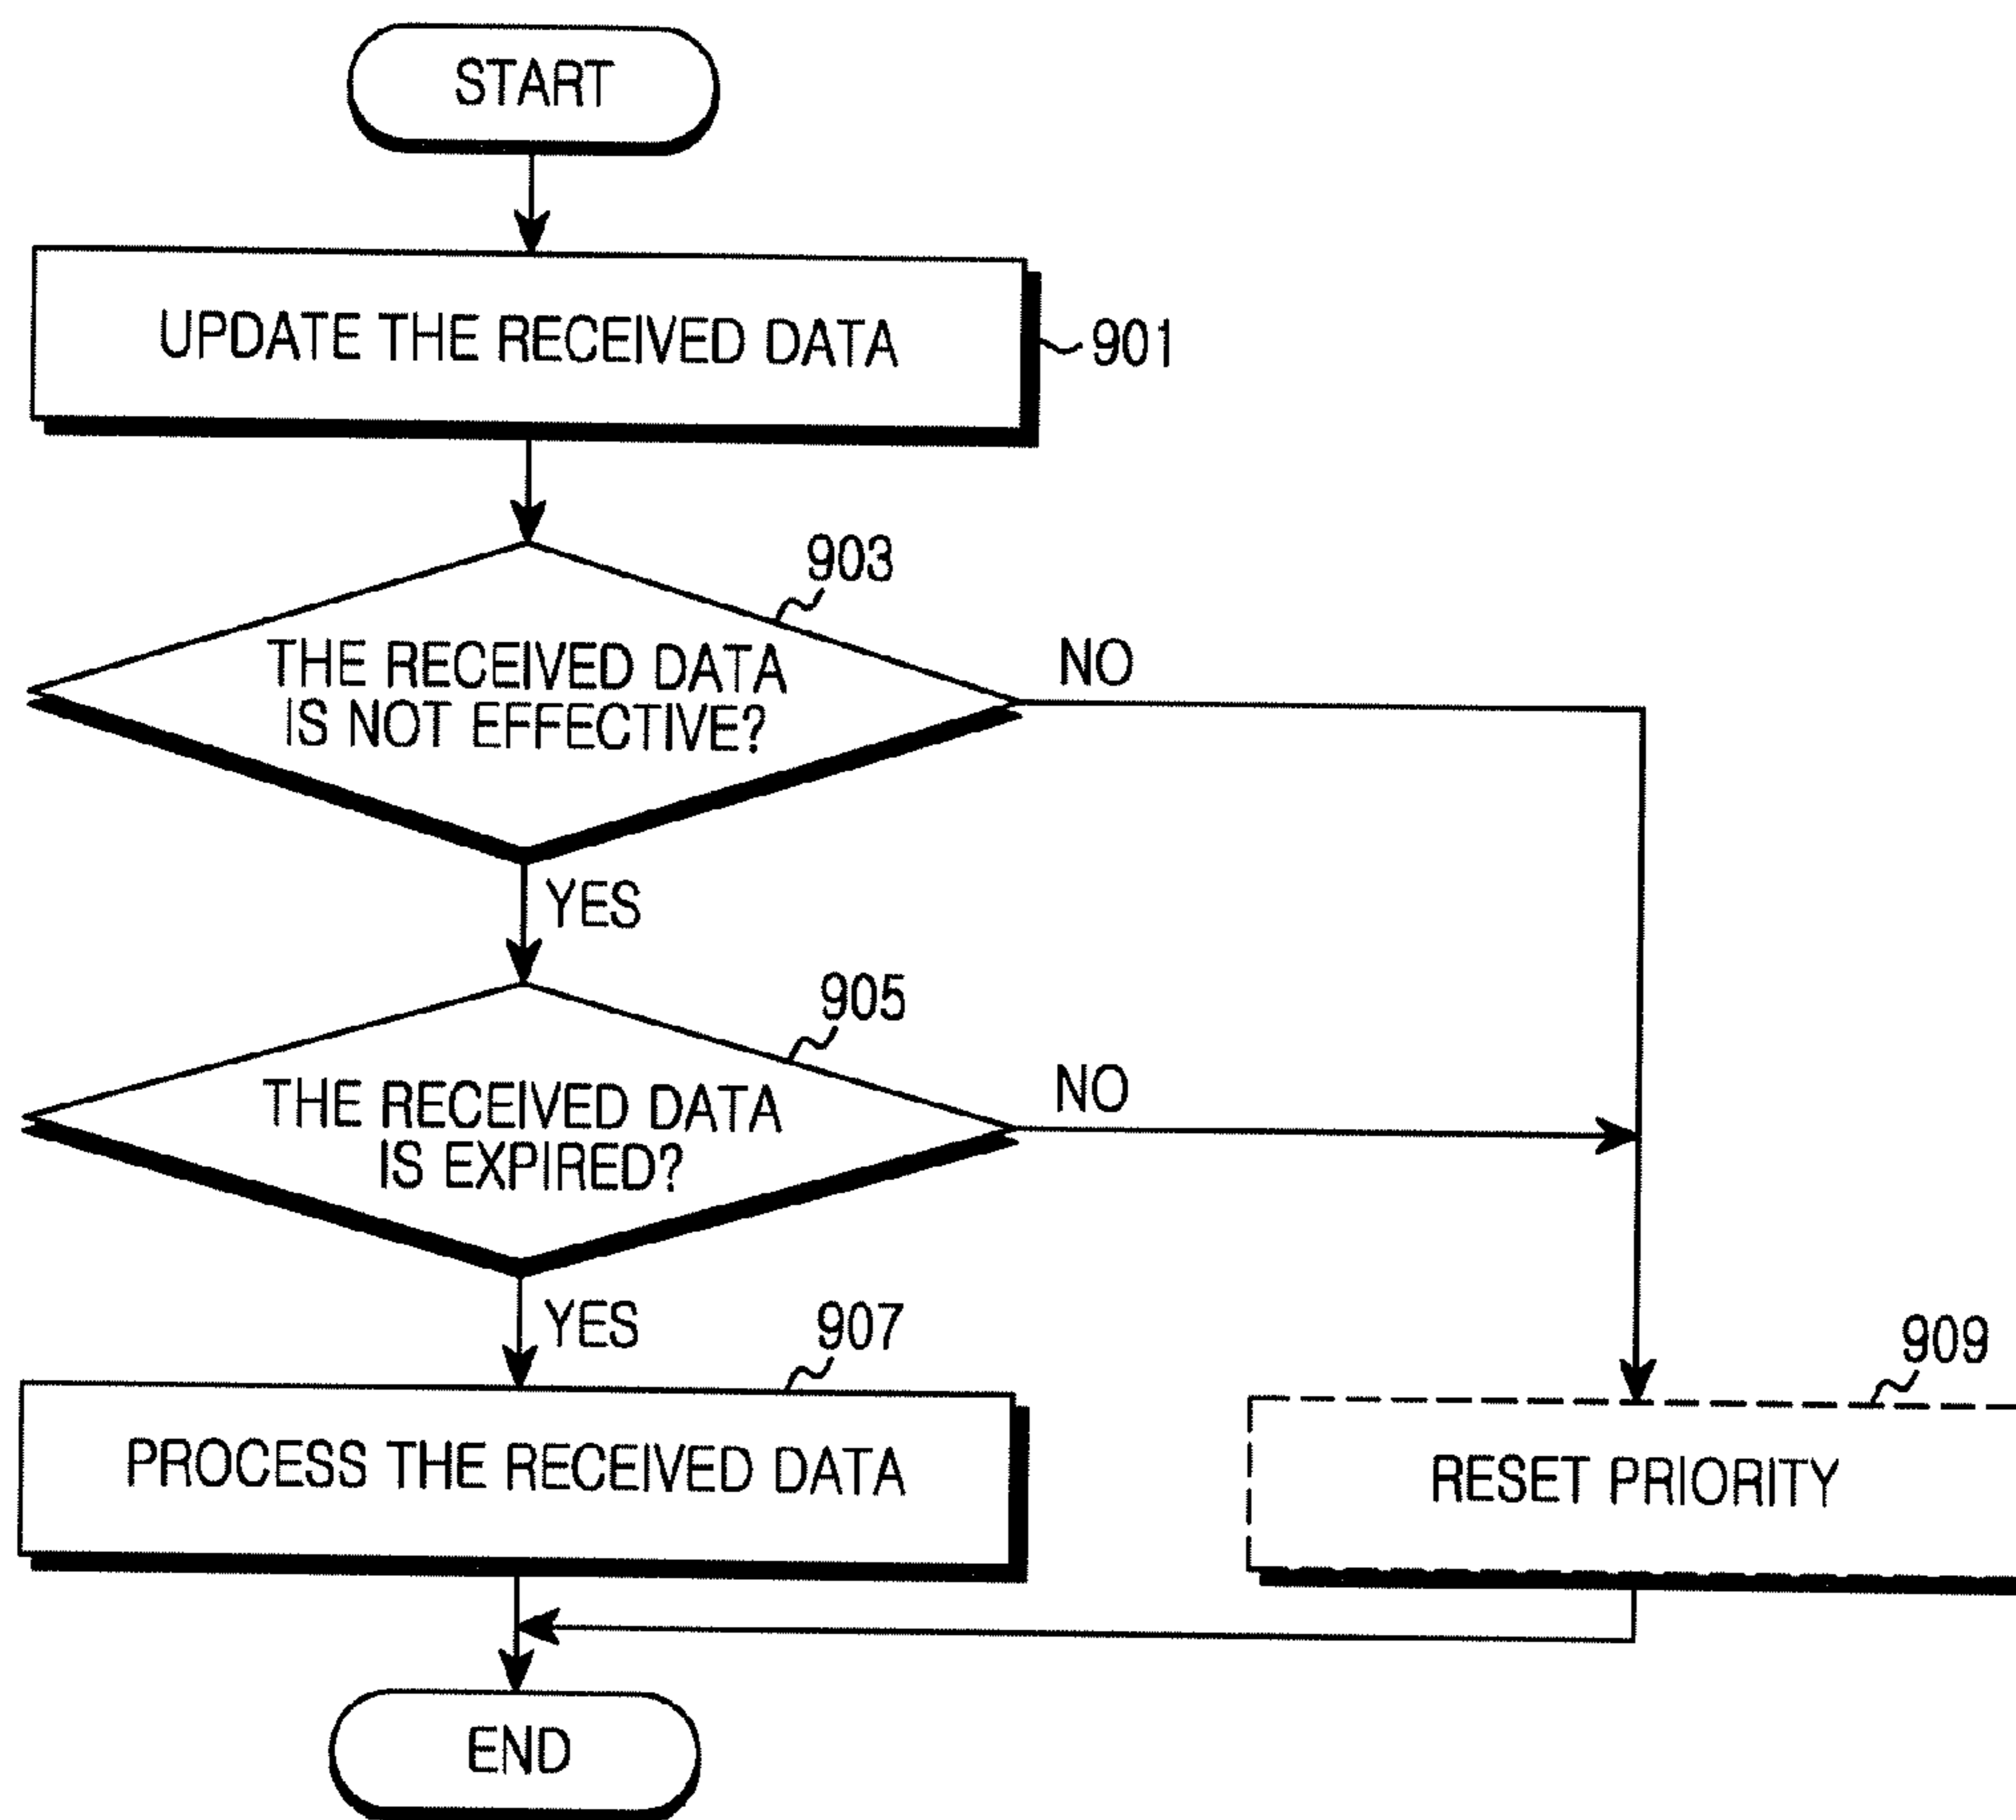 START
UPDATE THE RECEIVED DATA
901
903
THE RECEIVED DATA
IS NOT EFFECTIVE?
NO
YES
905
THE RECEIVED DATA
IS EXPIRED?
NO
YES
907
PROCESS THE RECEIVED DATA
909
RESET PRIORITY
END